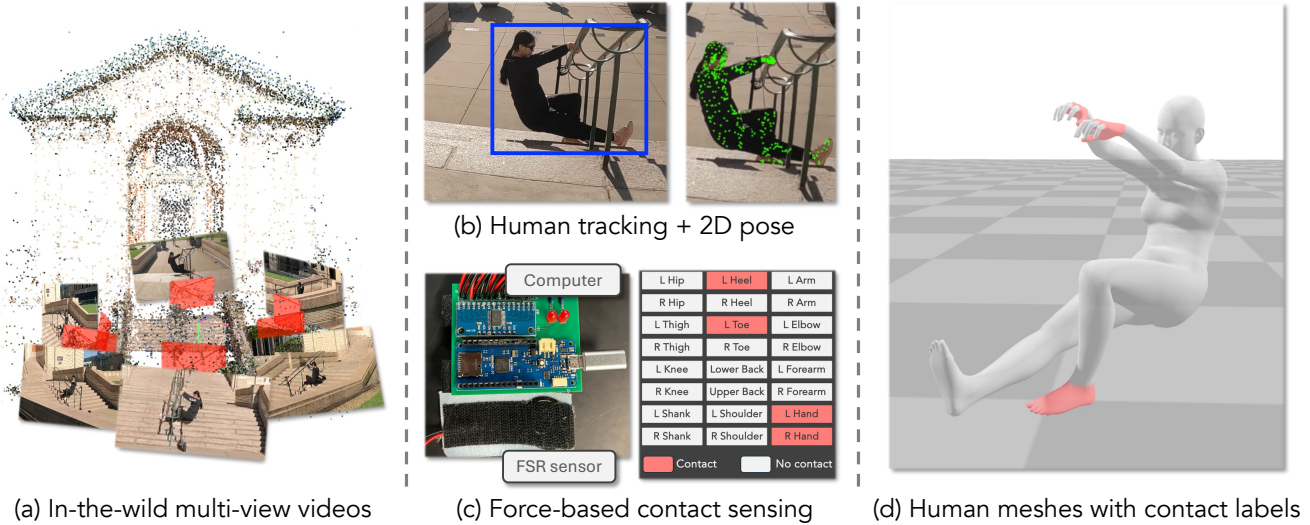 (a) In-the-wild multi-view videos
(b) Human tracking + 2D pose
Computer
FSR sensor
L Hip L Heel L Arm
R Hip R Heel R Arm
L Thigh L Toe L Elbow
R Thigh R Toe R Elbow
L Knee Lower Back L Forearm
R Knee Upper Back R Forearm
L Shank L Shoulder L Hand
R Shank R Shoulder R Hand
Contact No contact
(c) Force-based contact sensing
(d) Human meshes with contact labels